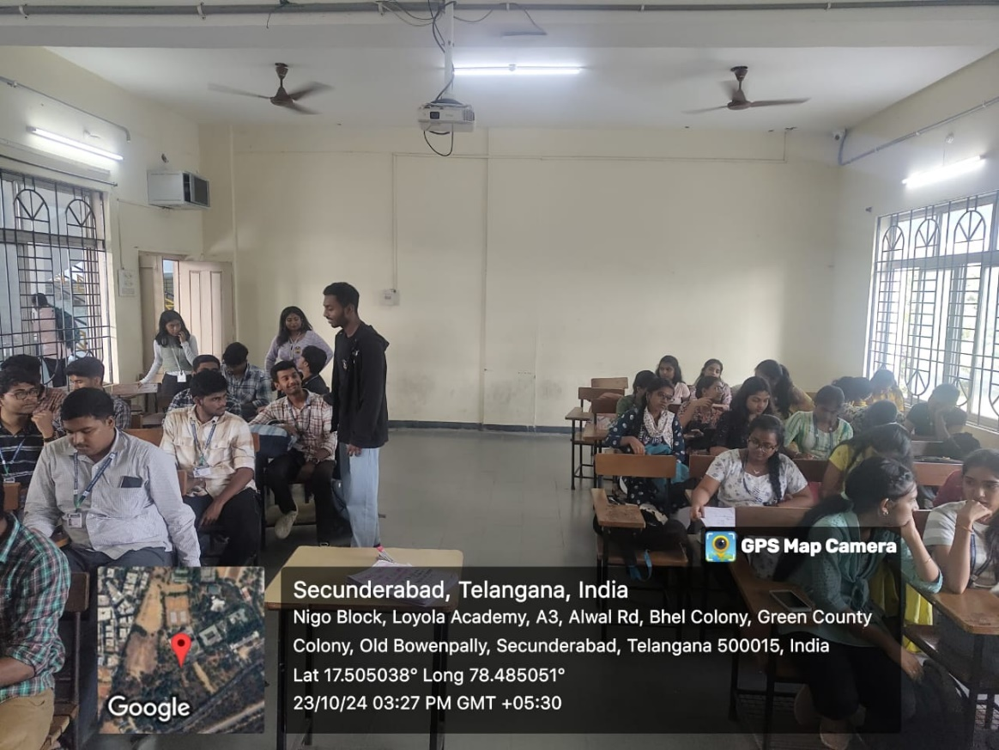 GPS Map Camera
Secunderabad, Telangana, India
Nigo Block, Loyola Academy, A3, Alwal Rd, Bhel Colony, Green County
Colony, Old Bowenpally, Secunderabad, Telangana 500015, India
Lat 17.505038° Long 78.485051°
23/10/24 03:27 PM GMT +05:30
Google